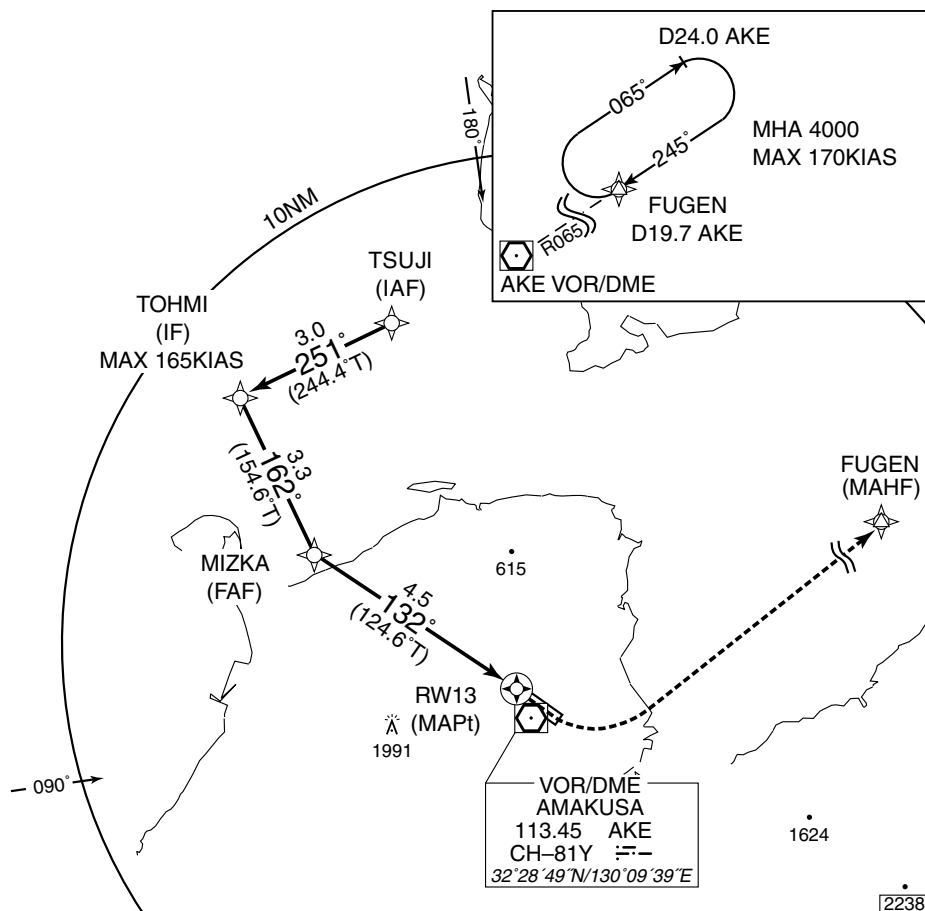 D24.0 AKE
065°
245°
MHA 4000
MAX 170KIAS
FUGEN
D19.7 AKE
R065
AKE VOR/DME
180°
10NM
TSUJI
(IAF)
TOHMI
(IF)
MAX 165KIAS
3.0
251°
(244.4°T)
3.3
162°
(154.6°T)
FUGEN
(MAHF)
MIZKA
(FAF)
615
4.5
132°
(124.6°T)
RW13
(MAPt)
1991
090°
VOR/DME
AMAKUSA
113.45 AKE
CH–81Y
32°28´49˝N/130°09´39˝E
1624
2238